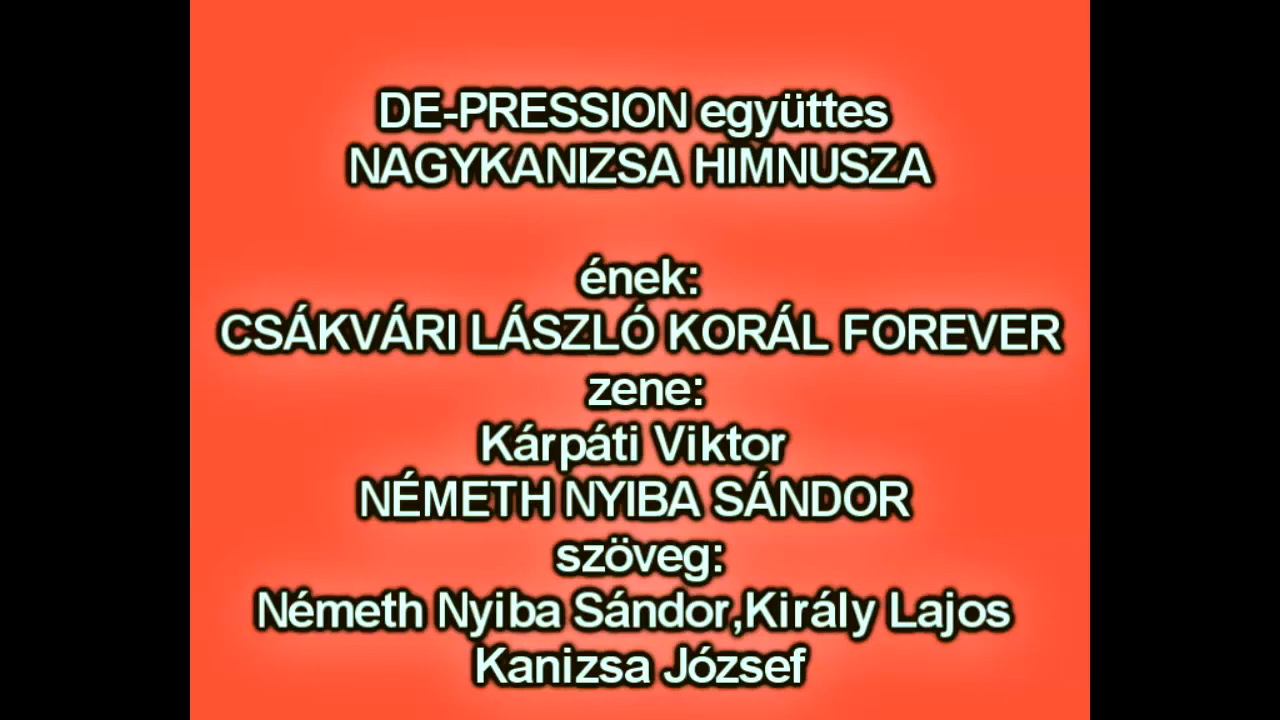 DE-PRESSION együttes
NAGYKANIZSA HIMNUSZA
ének:
CSÁKVÁRI LÁSZLÓ KORÁL FOREVER
zene:
Kárpáti Viktor
NÉMETH NYIBA SÁNDOR
szöveg:
Németh Nyiba Sándor,Király Lajos
Kanizsa József